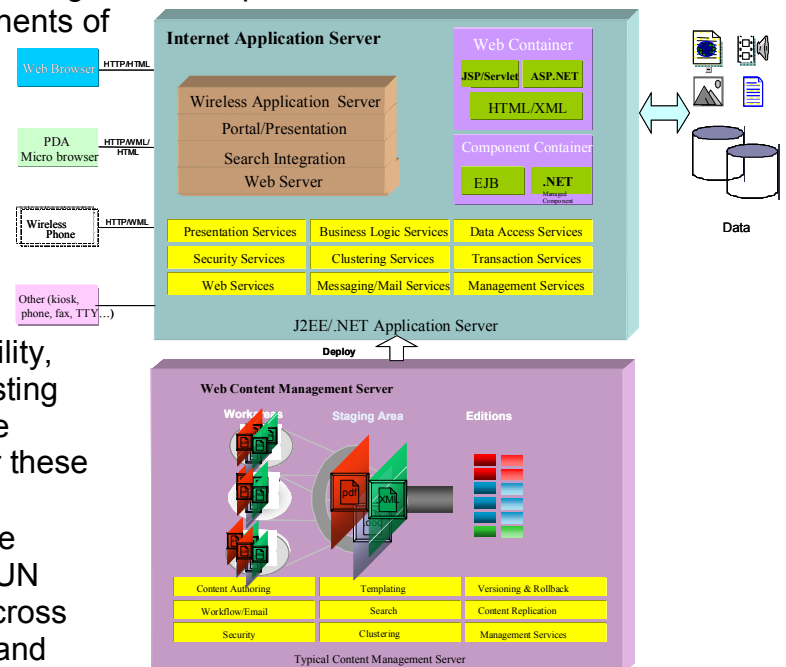 nents of
Internet Application Server
Web Container
JSP/Servlet
ASP.NET
HTML/XML
Component Container
EJB
.NET
Managed
Component
Wireless Application Server
Portal/Presentation
Search Integration
Web Server
Web Browser
HTTP/HTML
PDA
Micro browser
HTTP/WML/
HTML
Wireless
Phone
HTTP/WML
Other (kiosk,
phone, fax, TTY…)
Presentation Services
Business Logic Services
Data Access Services
Security Services
Clustering Services
Transaction Services
Web Services
Messaging/Mail Services
Management Services
J2EE/.NET Application Server
Data
Deploy
ility,
sting
e
these
e
UN
cross
and
Web Content Management Server
Workareas
Staging Area
Editions
pdf
XML
Content Authoring
Templating
Versioning & Rollback
Workflow/Email
Search
Content Replication
Security
Clustering
Management Services
Typical Content Management Server